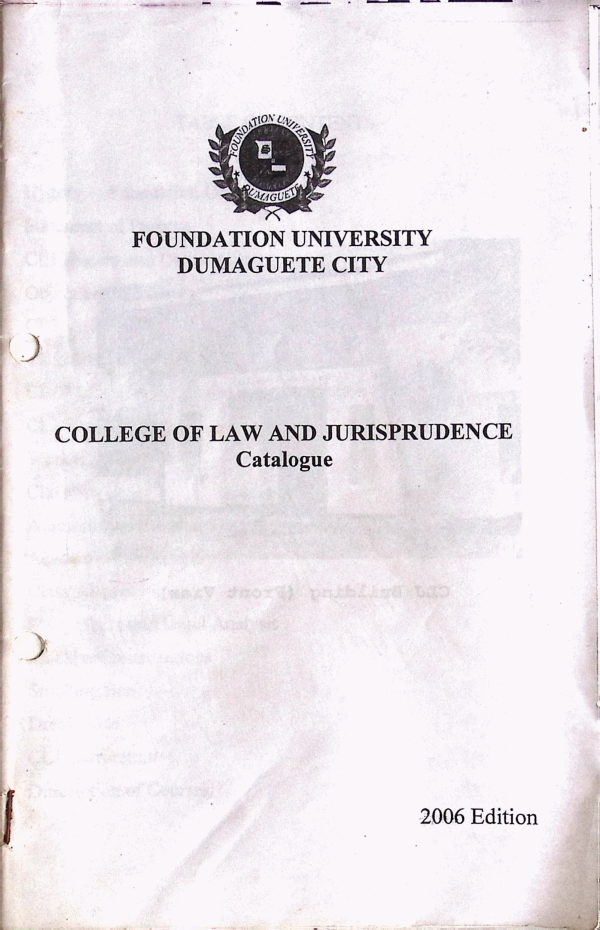 FOUNDATION UNIVERSITY
DUMAGUETE
FOUNDATION UNIVERSITY
DUMAGUETE CITY
COLLEGE OF LAW AND JURISPRUDENCE
Catalogue
CLJ Building (Front View)
2006 Edition